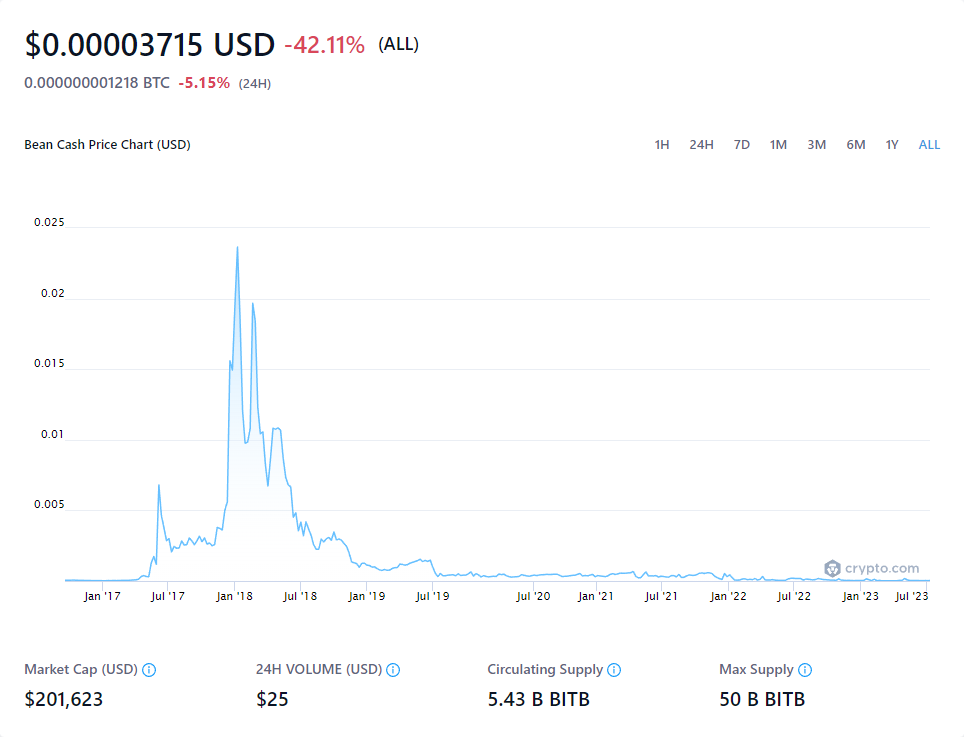 $0.00003715 USD -42.11% (ALL)
0.000000001218 BTC -5.15% (24H)
Bean Cash Price Chart (USD) 1H 24H 7D 1M 3M 6M 1Y ALL
0.025
0.02
0.015
0.01
0.005
crypto.com
Jan '17 Jul '17 Jan '18 Jul '18 Jan '19 Jul '19 Jul '20 Jan '21 Jul '21 Jan '22 Jul '22 Jan '23 Jul '23
Market Cap (USD) 24H VOLUME (USD) Circulating Supply Max Supply
$201,623 $25 5.43 B BITB 50 B BITB